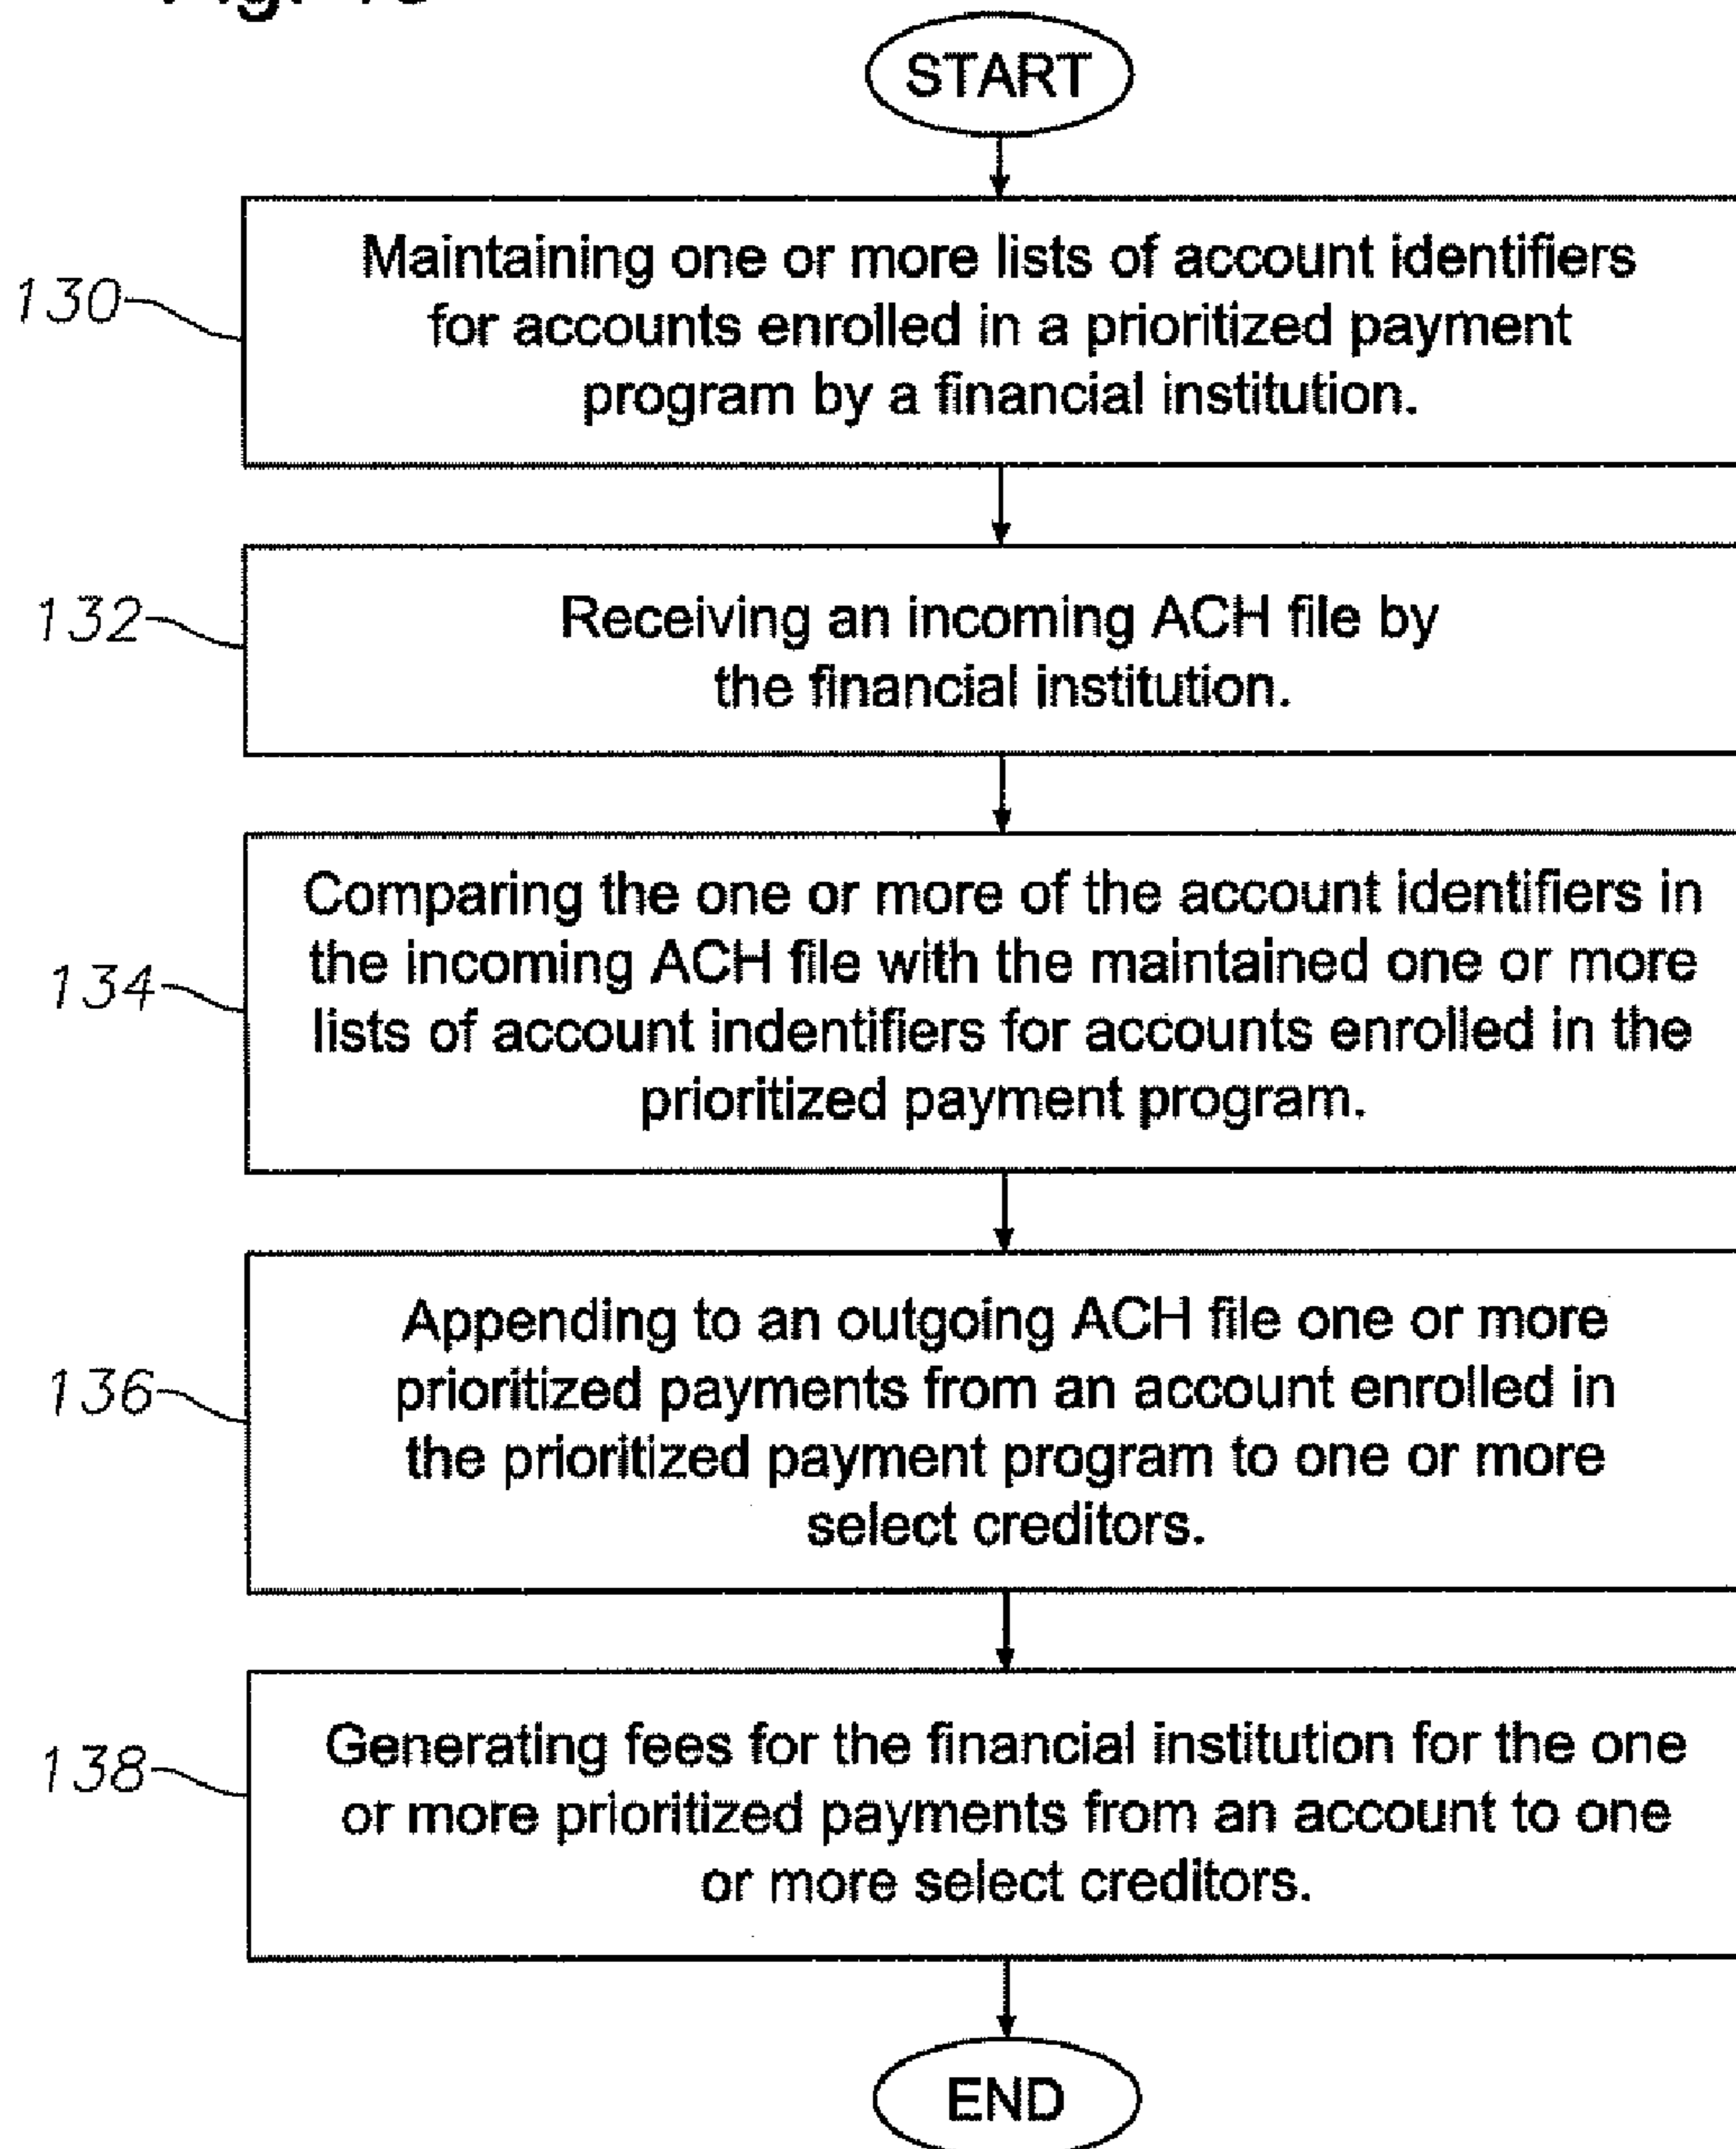 START
130
Maintaining one or more lists of account identifiers
for accounts enrolled in a prioritized payment
program by a financial institution.
132
Receiving an incoming ACH file by
the financial institution.
134
Comparing the one or more of the account identifiers in
the incoming ACH file with the maintained one or more
lists of account indentifiers for accounts enrolled in the
prioritized payment program.
136
Appending to an outgoing ACH file one or more
prioritized payments from an account enrolled in
the prioritized payment program to one or more
select creditors.
138
Generating fees for the financial institution for the one
or more prioritized payments from an account to one
or more select creditors.
END